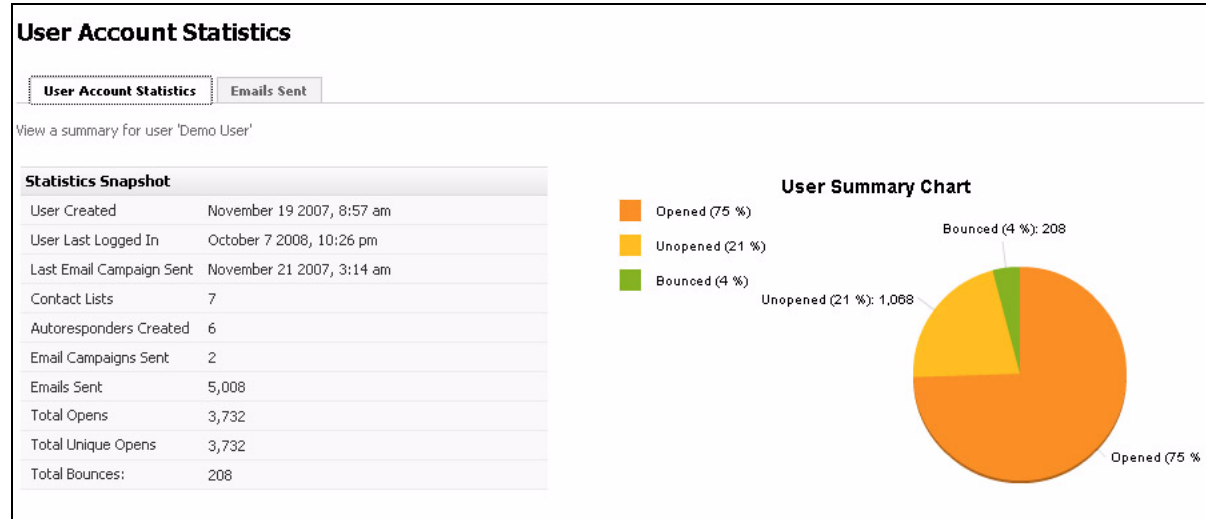 User Account Statistics
User Account Statistics
Emails Sent
View a summary for user 'Demo User'
Statistics Snapshot
User Created November 19 2007, 8:57 am
User Last Logged In October 7 2008, 10:26 pm
Last Email Campaign Sent November 21 2007, 3:14 am
Contact Lists 7
Autoresponders Created 6
Email Campaigns Sent 2
Emails Sent 5,008
Total Opens 3,732
Total Unique Opens 3,732
Total Bounces: 208
User Summary Chart
Opened (75 %)
Unopened (21 %)
Bounced (4 %)
Bounced (4 %): 208
Unopened (21 %): 1,068
Opened (75 %